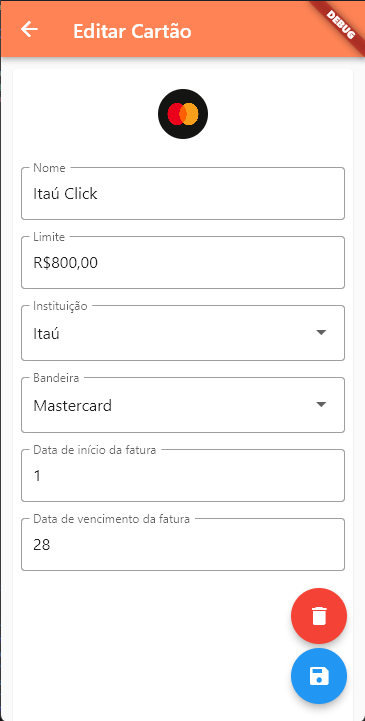 Editar Cartão
DEBUG
Nome
Itaú Click
Limite
R$800,00
Instituição
Itaú
Bandeira
Mastercard
Data de início da fatura
1
Data de vencimento da fatura
28